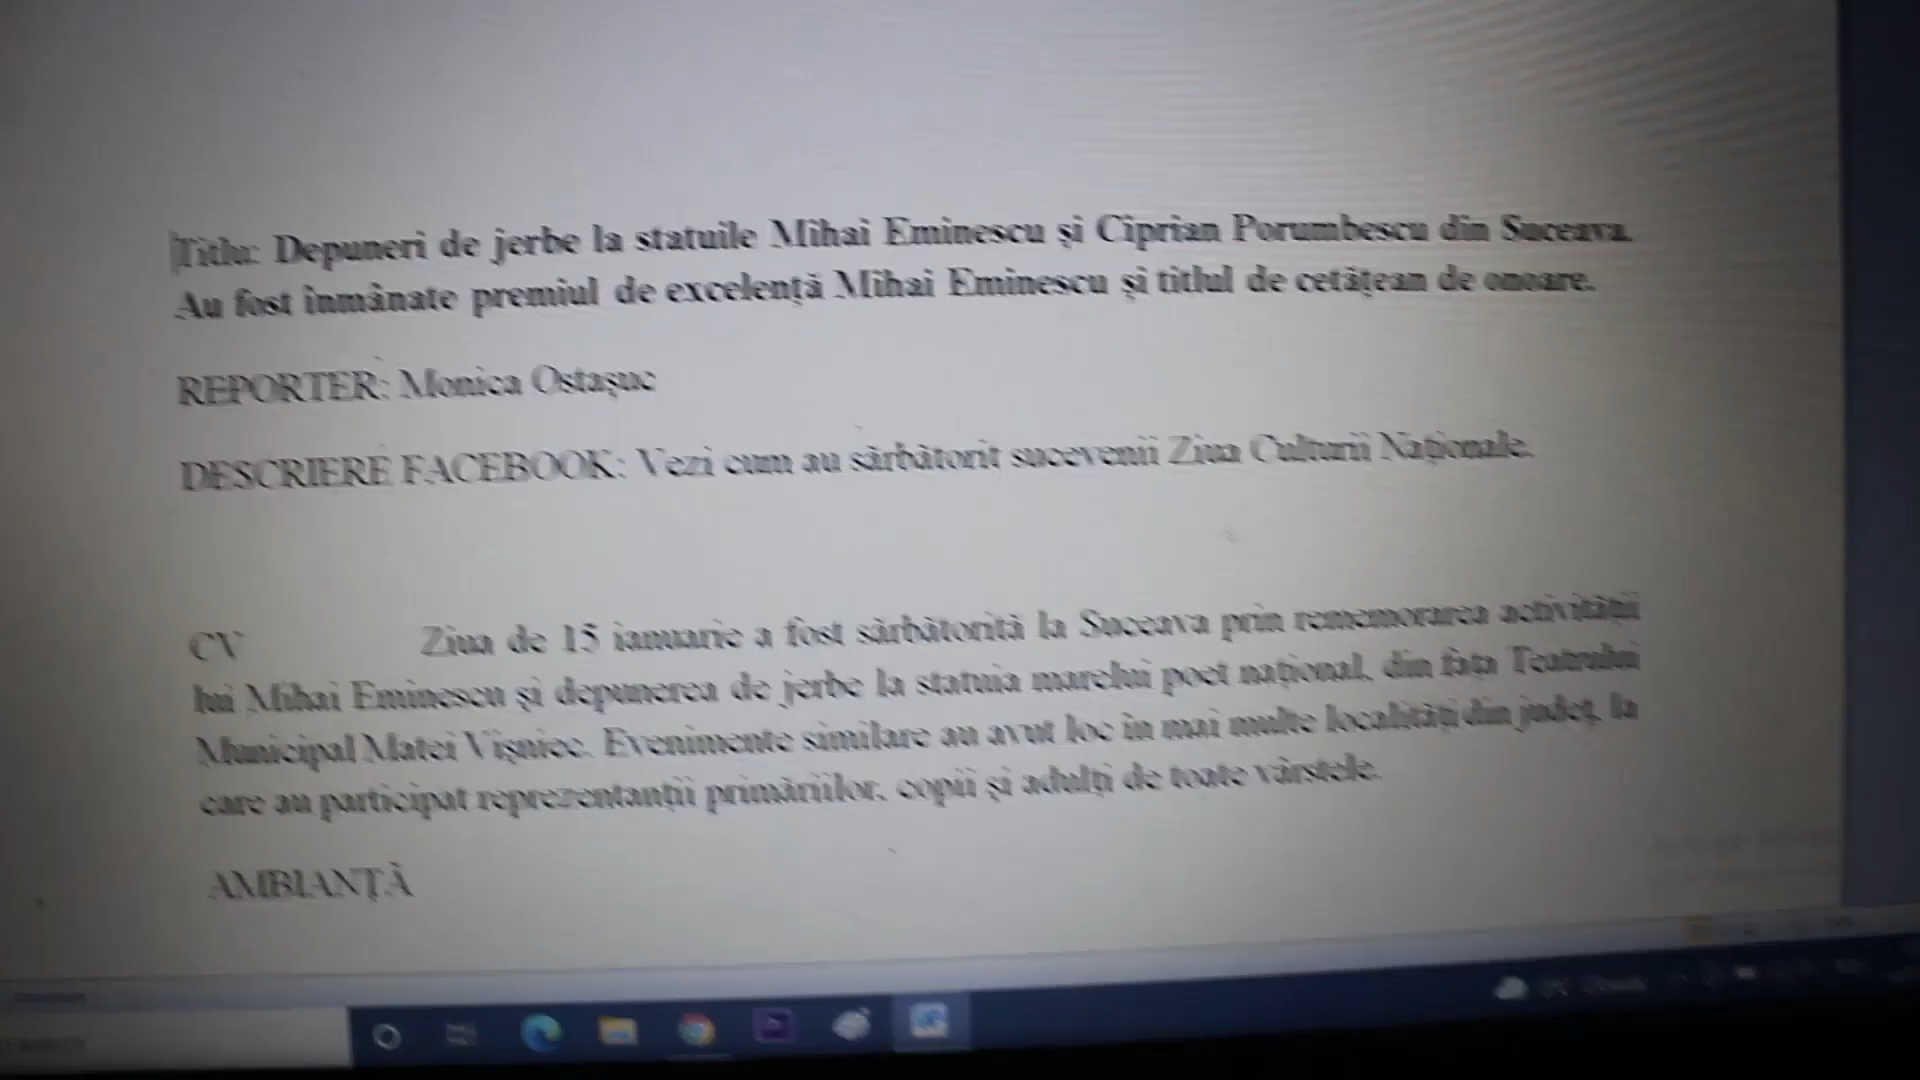 Titlu: Depuneri de jerbe la statuile Mihai Eminescu și Ciprian Porumbescu din Suceava.
Au fost înmânate premiul de excelență Mihai Eminescu și titlul de cetățean de onoare.
REPORTER: Monica Ostașuc
DESCRIERE FACEBOOK: Vezi cum au sărbătorit sucevenii Ziua Culturii Naționale.
CV Ziua de 15 ianuarie a fost sărbătorită la Suceava prin rememorarea activității
lui Mihai Eminescu și depunerea de jerbe la statuia marelui poet național, din fața Teatrului
Municipal Matei Vișniec. Evenimente similare au avut loc în mai multe localități din județ, la
care au participat reprezentanții primăriilor, copii și adulți de toate vârstele.
AMBIANȚĂ